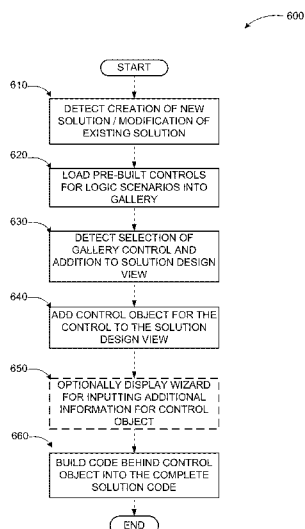 600
START
610
DETECT CREATION OF NEW
SOLUTION / MODIFICATION OF
EXISTING SOLUTION
620
LOAD PRE-BUILT CONTROLS
FOR LOGIC SCENARIOS INTO
GALLERY
630
DETECT SELECTION OF
GALLERY CONTROL AND
ADDITION TO SOLUTION DESIGN
VIEW
640
ADD CONTROL OBJECT FOR THE
CONTROL TO THE SOLUTION
DESIGN VIEW
650
OPTIONALLY DISPLAY WIZARD
FOR INPUTTING ADDITIONAL
INFORMATION FOR CONTROL
OBJECT
660
BUILD CODE BEHIND CONTROL
OBJECT INTO THE COMPLETE
SOLUTION CODE
END